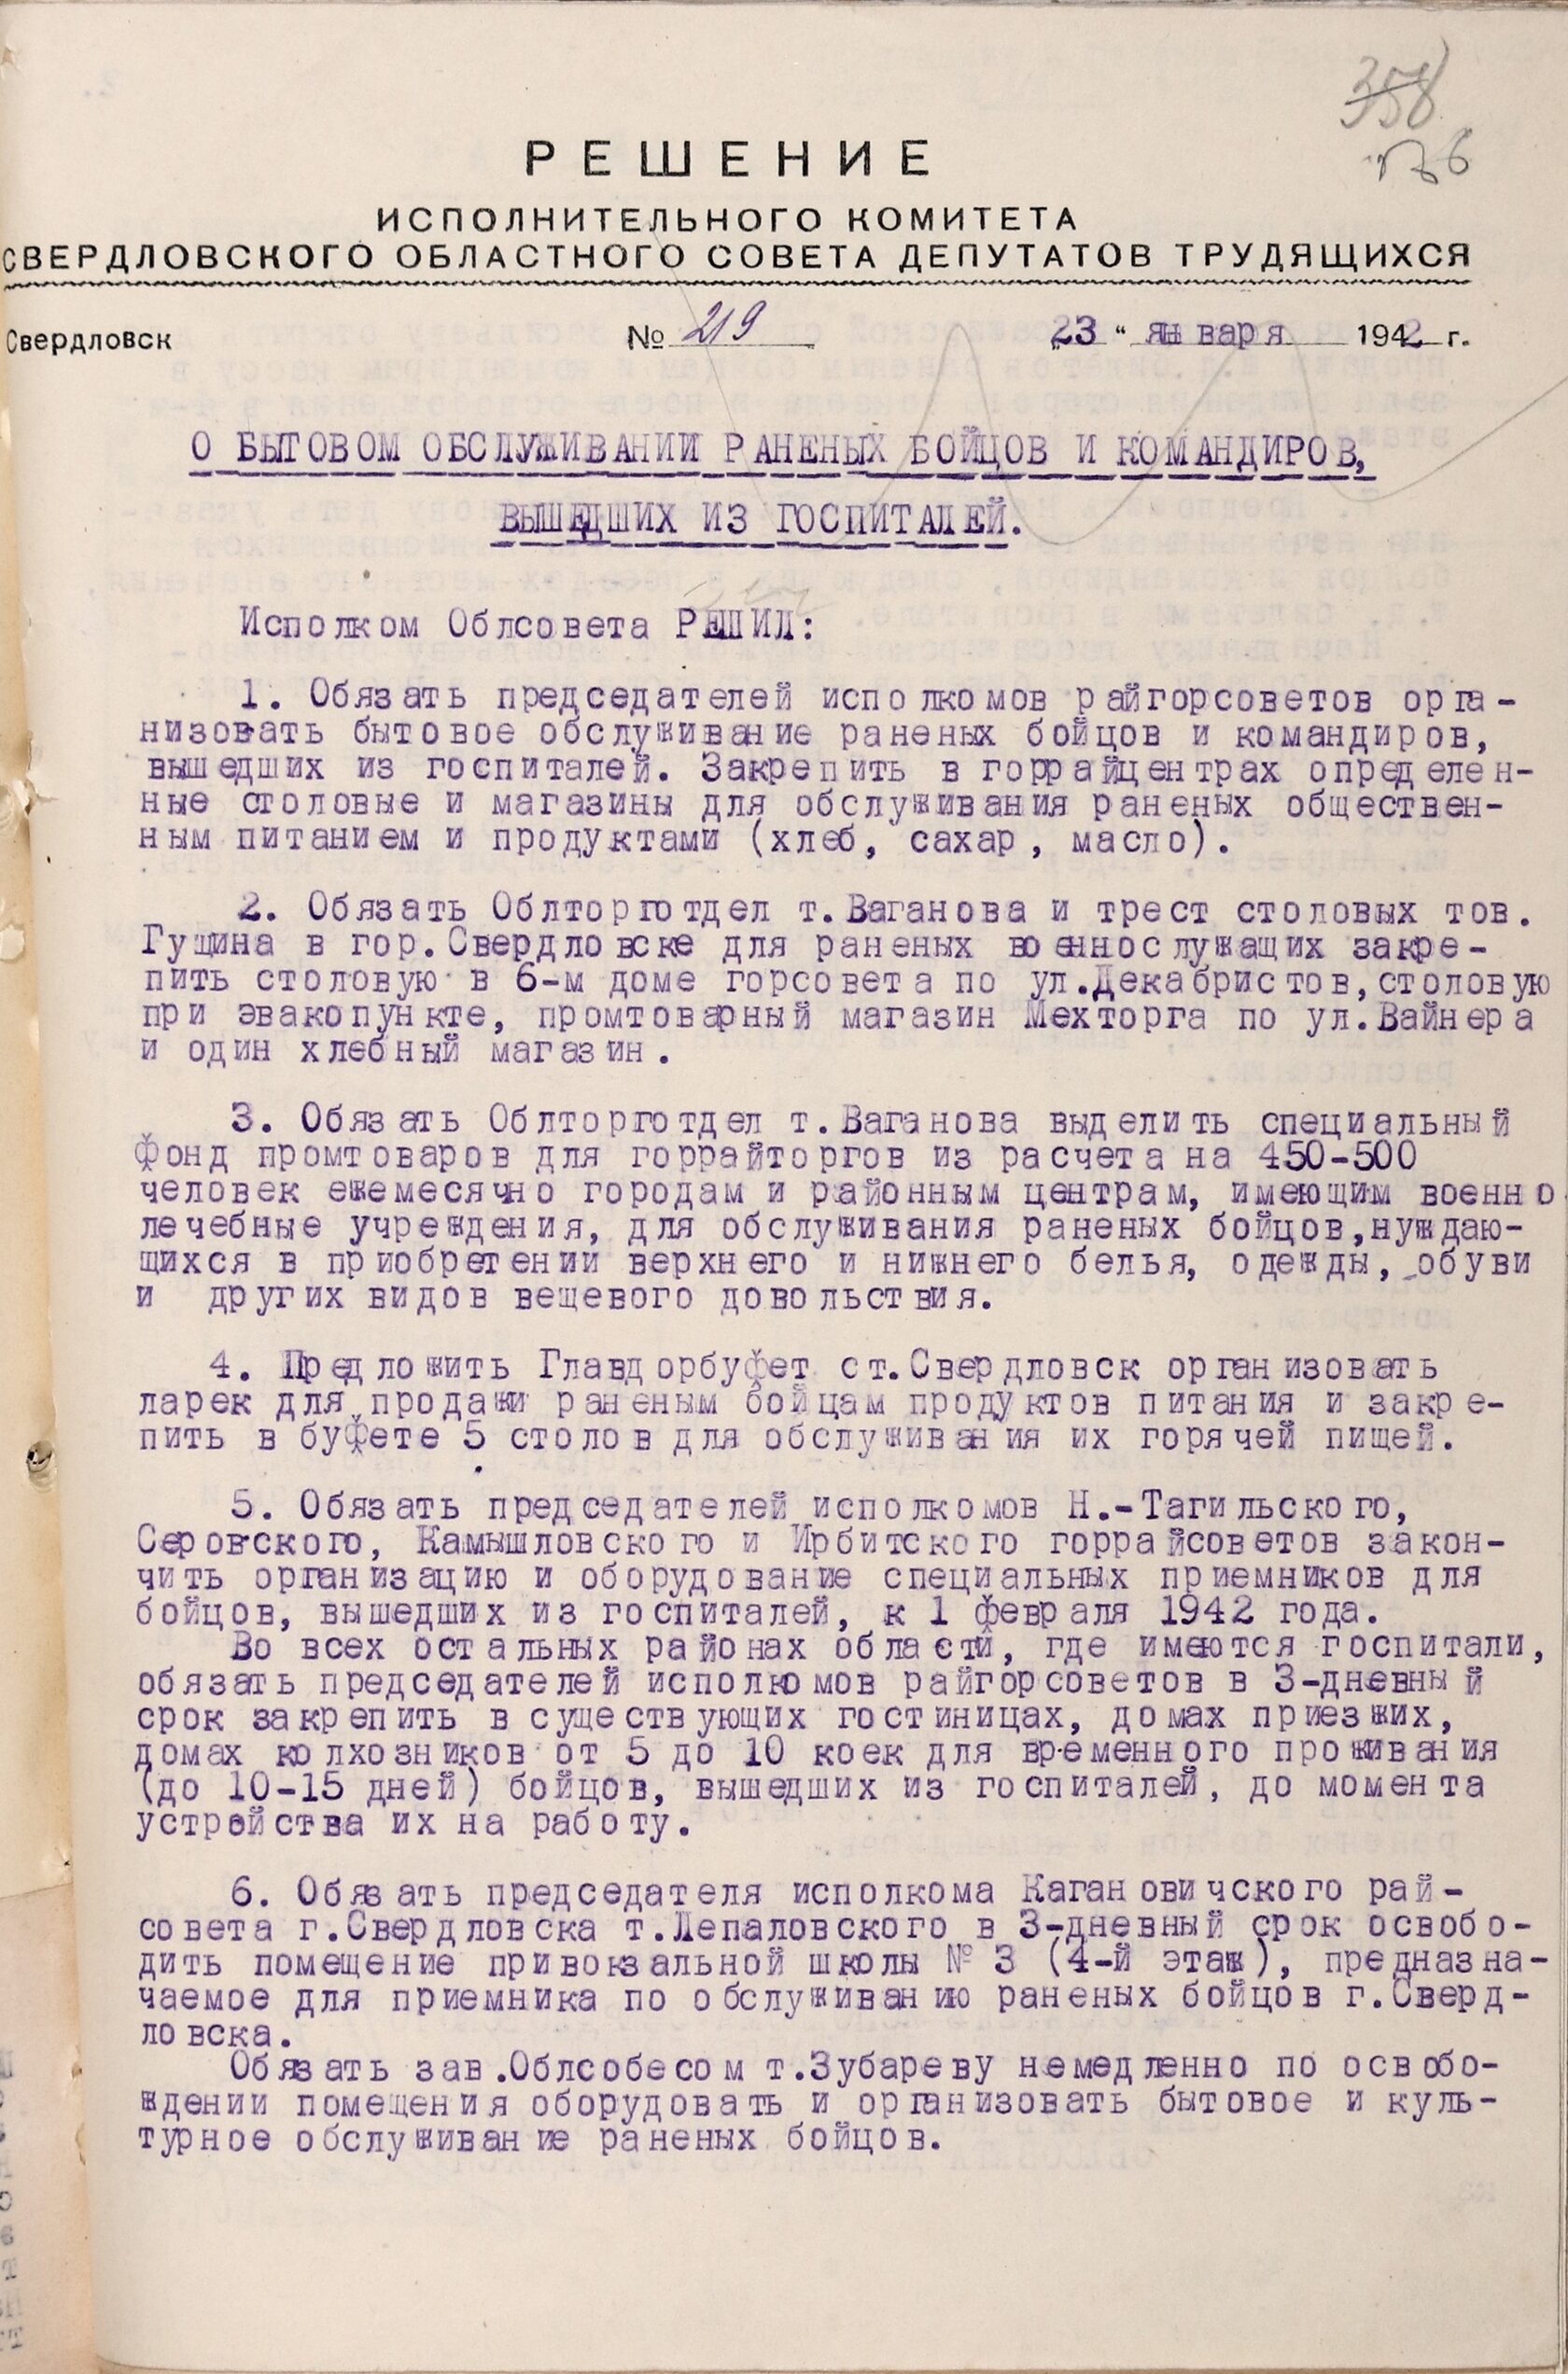 358
РЕШЕНИЕ
ИСПОЛНИТЕЛЬНОГО КОМИТЕТА
СВЕРДЛОВСКОГО ОБЛАСТНОГО СОВЕТА ДЕПУТАТОВ ТРУДЯЩИХСЯ
Свердловск № 219 „23“ января 1942 г.
О БЫТОВОМ ОБСЛУЖИВАНИИ РАНЕНЫХ БОЙЦОВ И КОМАНДИРОВ,
ВЫШЕДШИХ ИЗ ГОСПИТАЛЕЙ.
Исполком Облсовета РЕШИЛ:
1. Обязать председателей исполкомов райгорсоветов орга-
низовать бытовое обслуживание раненых бойцов и командиров,
вышедших из госпиталей. Закрепить в горрайцентрах определен-
ные столовые и магазины для обслуживания раненых обществен-
ным питанием и продуктами (хлеб, сахар, масло).
2. Обязать Облторготдел т.Ваганова и трест столовых тов.
Гущина в гор.Свердловске для раненых военнослужащих закре-
пить столовую в 6-м доме горсовета по ул.Декабристов,столовую
при эвакопункте, промтоварный магазин Мехторга по ул.Вайнера
и один хлебный магазин.
3. Обязать Облторготдел т.Ваганова выделить специальный
фонд промтоваров для горрайторгов из расчета на 450-500
человек ежемесячно городам и районным центрам, имеющим военно
лечебные учреждения, для обслуживания раненых бойцов,нуждаю-
щихся в приобретении верхнего и нижнего белья, одежды, обуви
и других видов вещевого довольствия.
4. Предложить Главдорбуфет ст.Свердловск организовать
ларек для продажи раненым бойцам продуктов питания и закре-
пить в буфете 5 столов для обслуживания их горячей пищей.
5. Обязать председателей исполкомов Н.-Тагильского,
Серовского, Камышловского и Ирбитского горрайсоветов закон-
чить организацию и оборудование специальных приемников для
бойцов, вышедших из госпиталей, к 1 февраля 1942 года.
Во всех остальных районах области, где имеются госпитали,
обязать председателей исполкомов райгорсоветов в 3-дневный
срок закрепить в существующих гостиницах, домах приезжих,
домах колхозников от 5 до 10 коек для временного проживания
(до 10-15 дней) бойцов, вышедших из госпиталей, до момента
устройства их на работу.
6. Обязать председателя исполкома Кагановичского рай-
совета г.Свердловска т.Лепаловского в 3-дневный срок освобо-
дить помещение привокзальной школы № 3 (4-й этаж), предназна-
чаемое для приемника по обслуживанию раненых бойцов г.Сверд-
ловска.
Обязать зав.Облсобесом т.Зубареву немедленно по освобо-
ждении помещения оборудовать и организовать бытовое и куль-
турное обслуживание раненых бойцов.